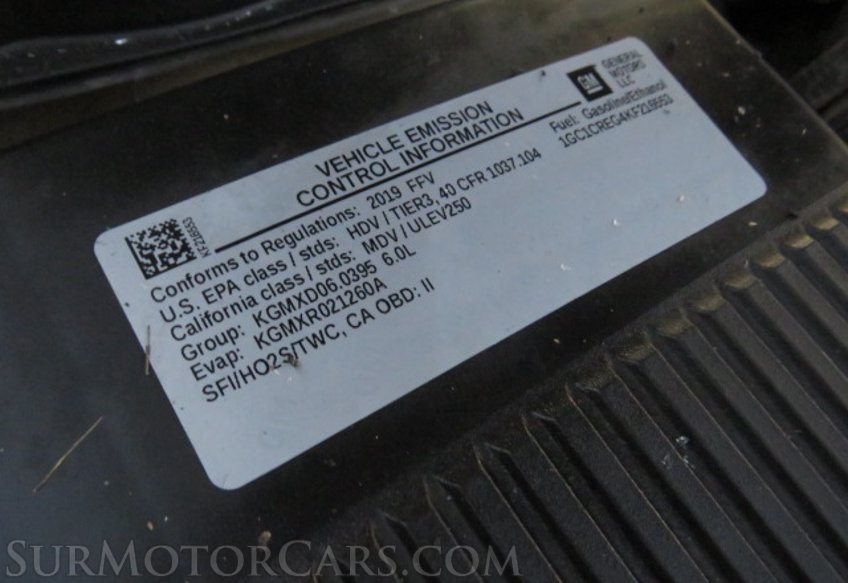 VEHICLE EMISSION
CONTROL INFORMATION
GM
GENERAL
MOTORS
LLC
Fuel: Gasoline/Ethanol
1GC1CREG4KF216553
KF216553
Conforms to Regulations: 2019 FFV
U.S. EPA class / stds: HDV / TIER3, 40 CFR 1037.104
California class / stds: MDV / ULEV250
Group: KGMXD06.0395 6.0L
Evap: KGMXR021260A
SFI/HO2S/TWC, CA OBD: II
SurMotorCars.com